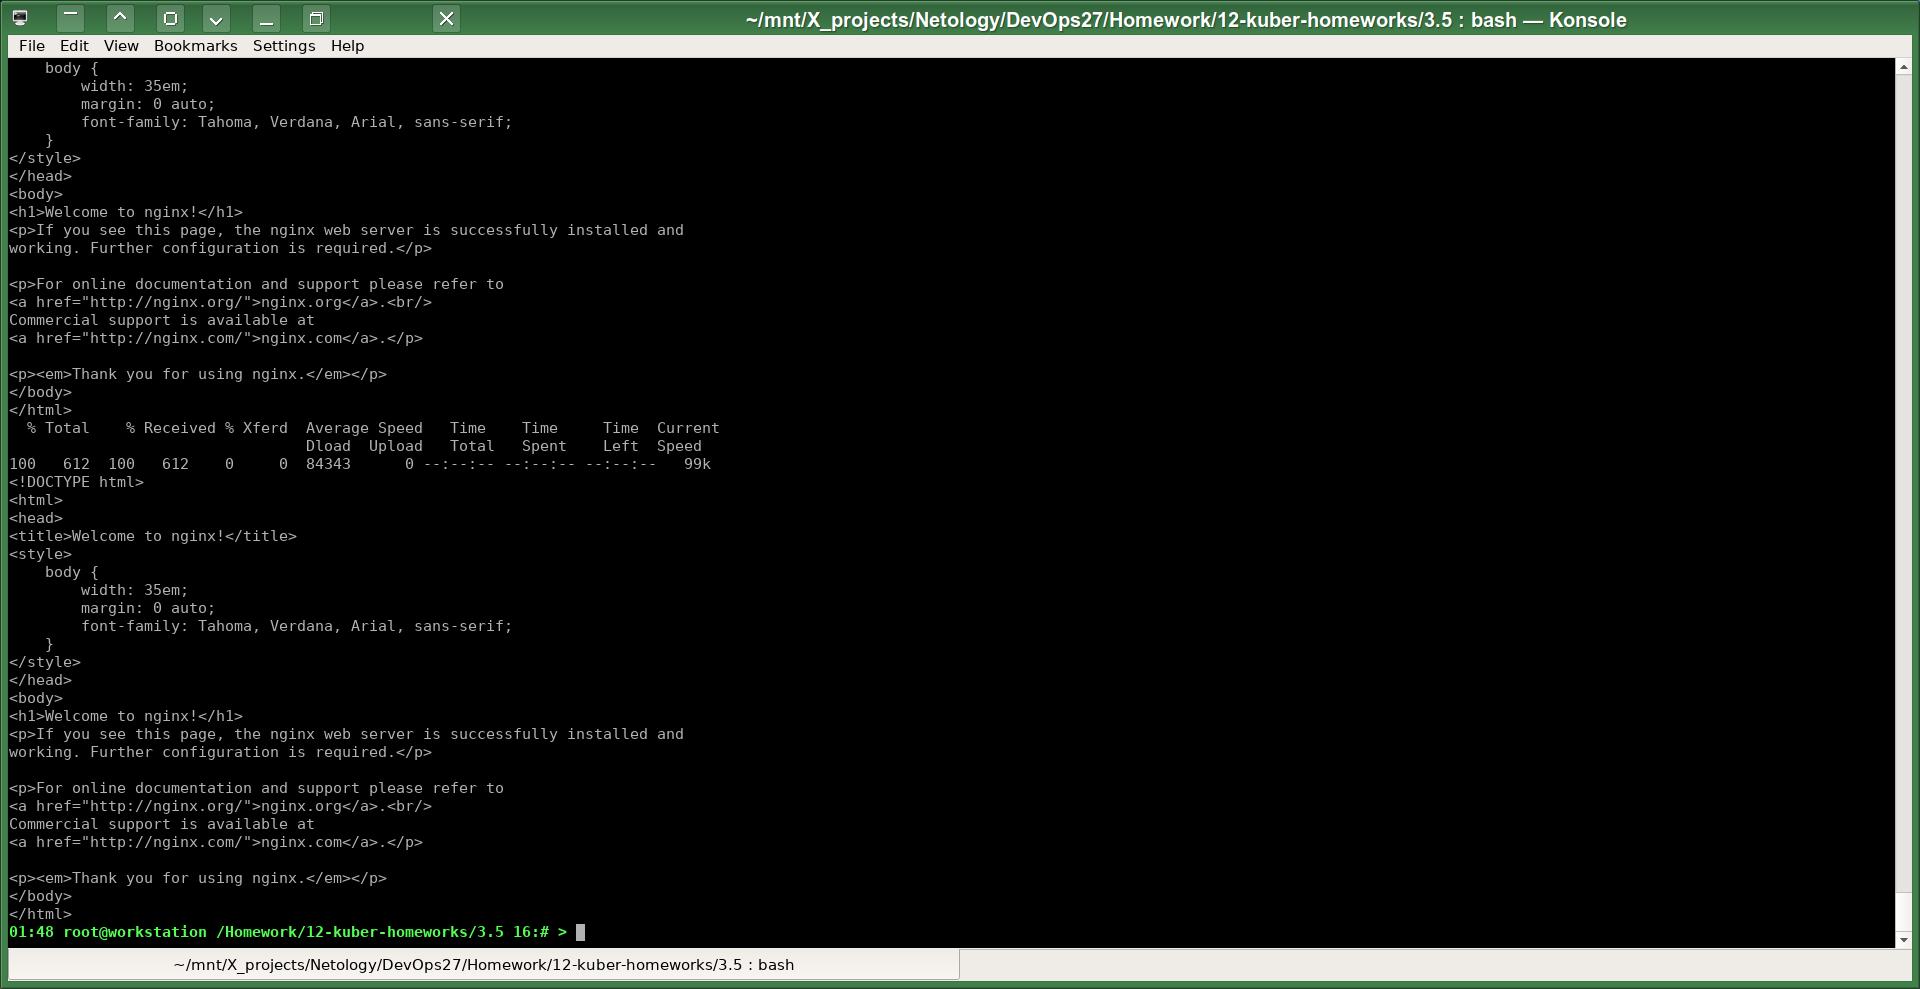 ~/mnt/X_projects/Netology/DevOps27/Homework/12-kuber-homeworks/3.5 : bash — Konsole
File Edit View Bookmarks Settings Help
    body {
        width: 35em;
        margin: 0 auto;
        font-family: Tahoma, Verdana, Arial, sans-serif;
    }
</style>
</head>
<body>
<h1>Welcome to nginx!</h1>
<p>If you see this page, the nginx web server is successfully installed and
working. Further configuration is required.</p>

<p>For online documentation and support please refer to
<a href="http://nginx.org/">nginx.org</a>.<br/>
Commercial support is available at
<a href="http://nginx.com/">nginx.com</a>.</p>

<p><em>Thank you for using nginx.</em></p>
</body>
</html>
  % Total    % Received % Xferd  Average Speed   Time    Time     Time  Current
                                 Dload  Upload   Total   Spent    Left  Speed
100   612  100   612    0     0  84343      0 --:--:-- --:--:-- --:--:--   99k
<!DOCTYPE html>
<html>
<head>
<title>Welcome to nginx!</title>
<style>
    body {
        width: 35em;
        margin: 0 auto;
        font-family: Tahoma, Verdana, Arial, sans-serif;
    }
</style>
</head>
<body>
<h1>Welcome to nginx!</h1>
<p>If you see this page, the nginx web server is successfully installed and
working. Further configuration is required.</p>

<p>For online documentation and support please refer to
<a href="http://nginx.org/">nginx.org</a>.<br/>
Commercial support is available at
<a href="http://nginx.com/">nginx.com</a>.</p>

<p><em>Thank you for using nginx.</em></p>
</body>
</html>
01:48 root@workstation /Homework/12-kuber-homeworks/3.5 16:# >
~/mnt/X_projects/Netology/DevOps27/Homework/12-kuber-homeworks/3.5 : bash